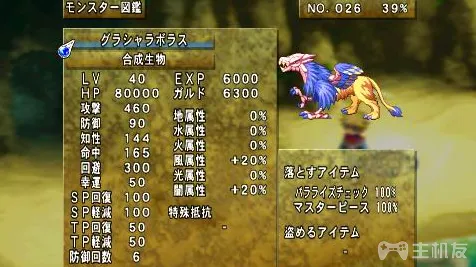 モンスター図鑑 NO. 026 39%
グラシャラボラス
合成生物
LV 40 EXP 6000
HP 80000 ガルド 6300
攻撃 460
防御 90
知性 144
命中 165
回避 300
幸運 50
SP回復 100
SP軽減 100
TP回復 50
TP軽減 50
防御回数 6
地属性 0%
水属性 0%
火属性 0%
風属性 +20%
光属性 0%
闇属性 +20%
特殊抵抗
-
落とすアイテム
パララライズチェック 100%
マスターピース 100%
盗めるアイテム
-
主机友